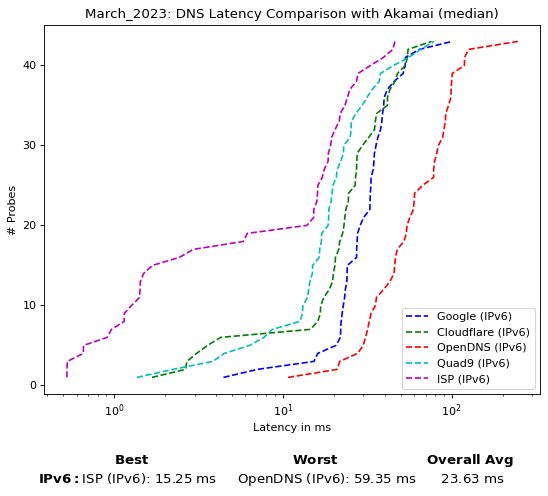 March_2023: DNS Latency Comparison with Akamai (median)
# Probes
40
30
20
10
0
10^0
10^1
10^2
Latency in ms
Google (IPv6)
Cloudflare (IPv6)
OpenDNS (IPv6)
Quad9 (IPv6)
ISP (IPv6)
Best Worst Overall Avg
IPv6: ISP (IPv6): 15.25 ms OpenDNS (IPv6): 59.35 ms 23.63 ms